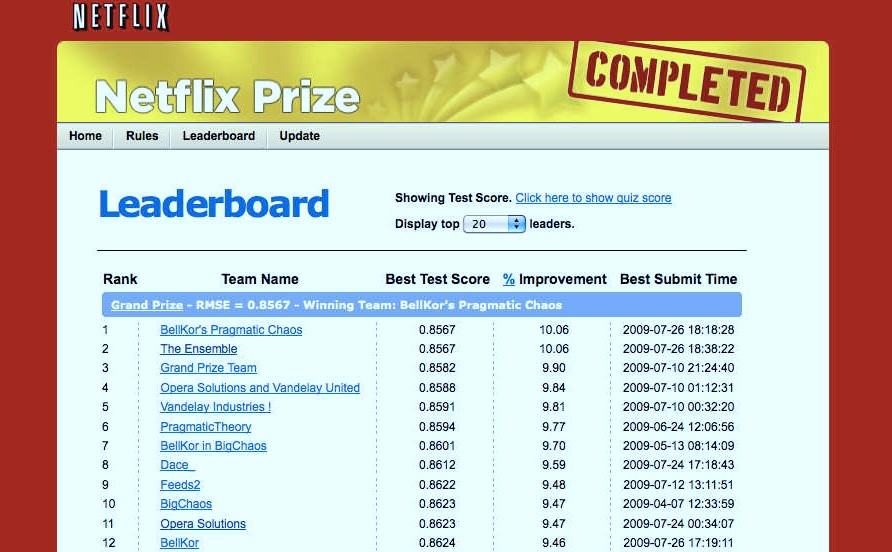 NETFLIX
Netflix Prize
COMPLETED
Home Rules Leaderboard Update
Leaderboard
Showing Test Score. Click here to show quiz score
Display top 20 leaders.
Rank Team Name Best Test Score % Improvement Best Submit Time
Grand Prize - RMSE = 0.8567 - Winning Team: BellKor's Pragmatic Chaos
1 BellKor's Pragmatic Chaos 0.8567 10.06 2009-07-26 18:18:28
2 The Ensemble 0.8567 10.06 2009-07-26 18:38:22
3 Grand Prize Team 0.8582 9.90 2009-07-10 21:24:40
4 Opera Solutions and Vandelay United 0.8588 9.84 2009-07-10 01:12:31
5 Vandelay Industries ! 0.8591 9.81 2009-07-10 00:32:20
6 PragmaticTheory 0.8594 9.77 2009-06-24 12:06:56
7 BellKor in BigChaos 0.8601 9.70 2009-05-13 08:14:09
8 Dace_ 0.8612 9.59 2009-07-24 17:18:43
9 Feeds2 0.8622 9.48 2009-07-12 13:11:51
10 BigChaos 0.8623 9.47 2009-04-07 12:33:59
11 Opera Solutions 0.8623 9.47 2009-07-24 00:34:07
12 BellKor 0.8624 9.46 2009-07-26 17:19:11